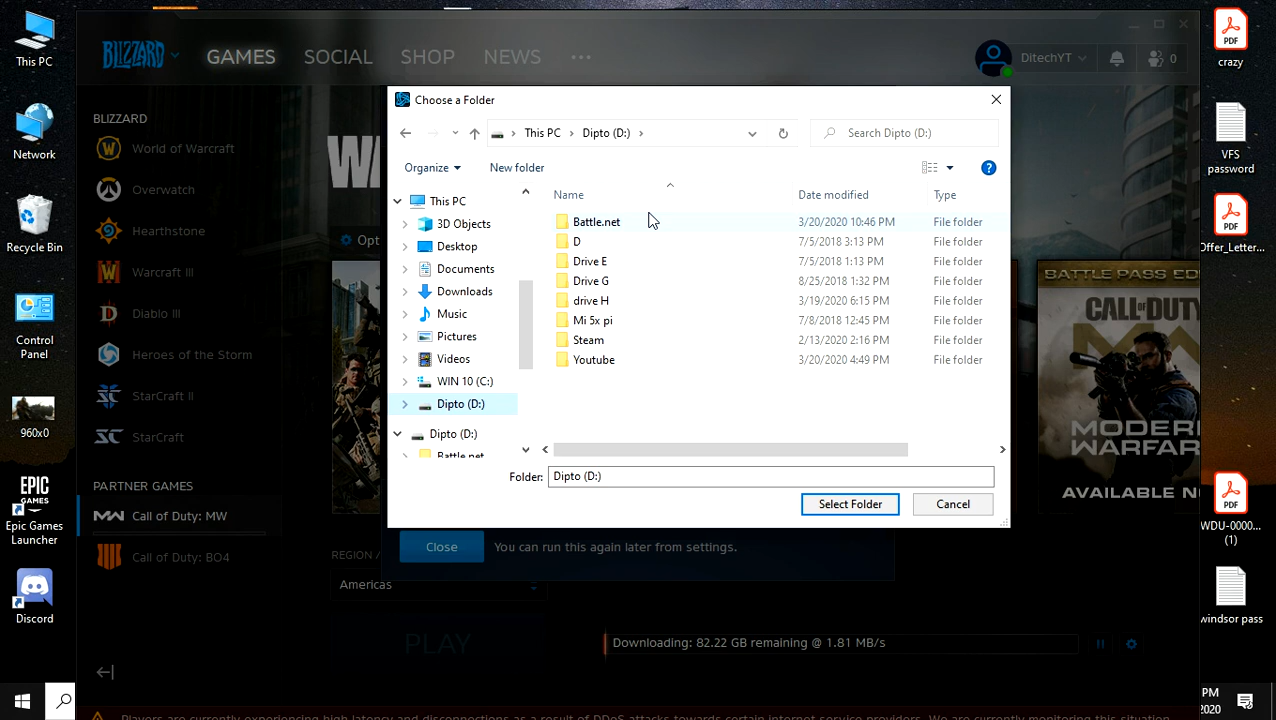 This PC
Network
Recycle Bin
Control
Panel
960x0
Epic Games
Launcher
Discord
BLIZZARD
GAMES
SOCIAL
SHOP
NEWS
DitechYT
0
BLIZZARD
World of Warcraft
Overwatch
Hearthstone
Warcraft III
Diablo III
Heroes of the Storm
StarCraft II
StarCraft
PARTNER GAMES
Call of Duty: MW
Call of Duty: BO4
W
Opt
Choose a Folder
This PC
Dipto (D:)
Search Dipto (D:)
Organize
New folder
This PC
3D Objects
Desktop
Documents
Downloads
Music
Pictures
Videos
WIN 10 (C:)
Dipto (D:)
Dipto (D:)
Battle.net
Name Date modified Type
Battle.net 3/20/2020 10:46 PM File folder
D 7/5/2018 3:13 PM File folder
Drive E 7/5/2018 1:13 PM File folder
Drive G 8/25/2018 1:32 PM File folder
drive H 3/19/2020 6:15 PM File folder
Mi 5x pi 7/8/2018 12:45 PM File folder
Steam 2/13/2020 2:16 PM File folder
Youtube 3/20/2020 4:49 PM File folder
Folder: Dipto (D:)
Select Folder
Cancel
Close
You can run this again later from settings.
REGION /
Americas
PLAY
Downloading: 82.22 GB remaining @ 1.81 MB/s
BATTLE PASS EDI
CALL OF DUTY
MODER
WARFAR
AVAILABLE N
Players are currently experiencing high latency and disconnections as a result of DDoS attacks towards certain internet service providers. We are currently monitoring this situation
PDF
crazy
VFS
password
PDF
Offer_Letter...
PDF
WDU-0000...
(1)
windsor pass
PM
2020